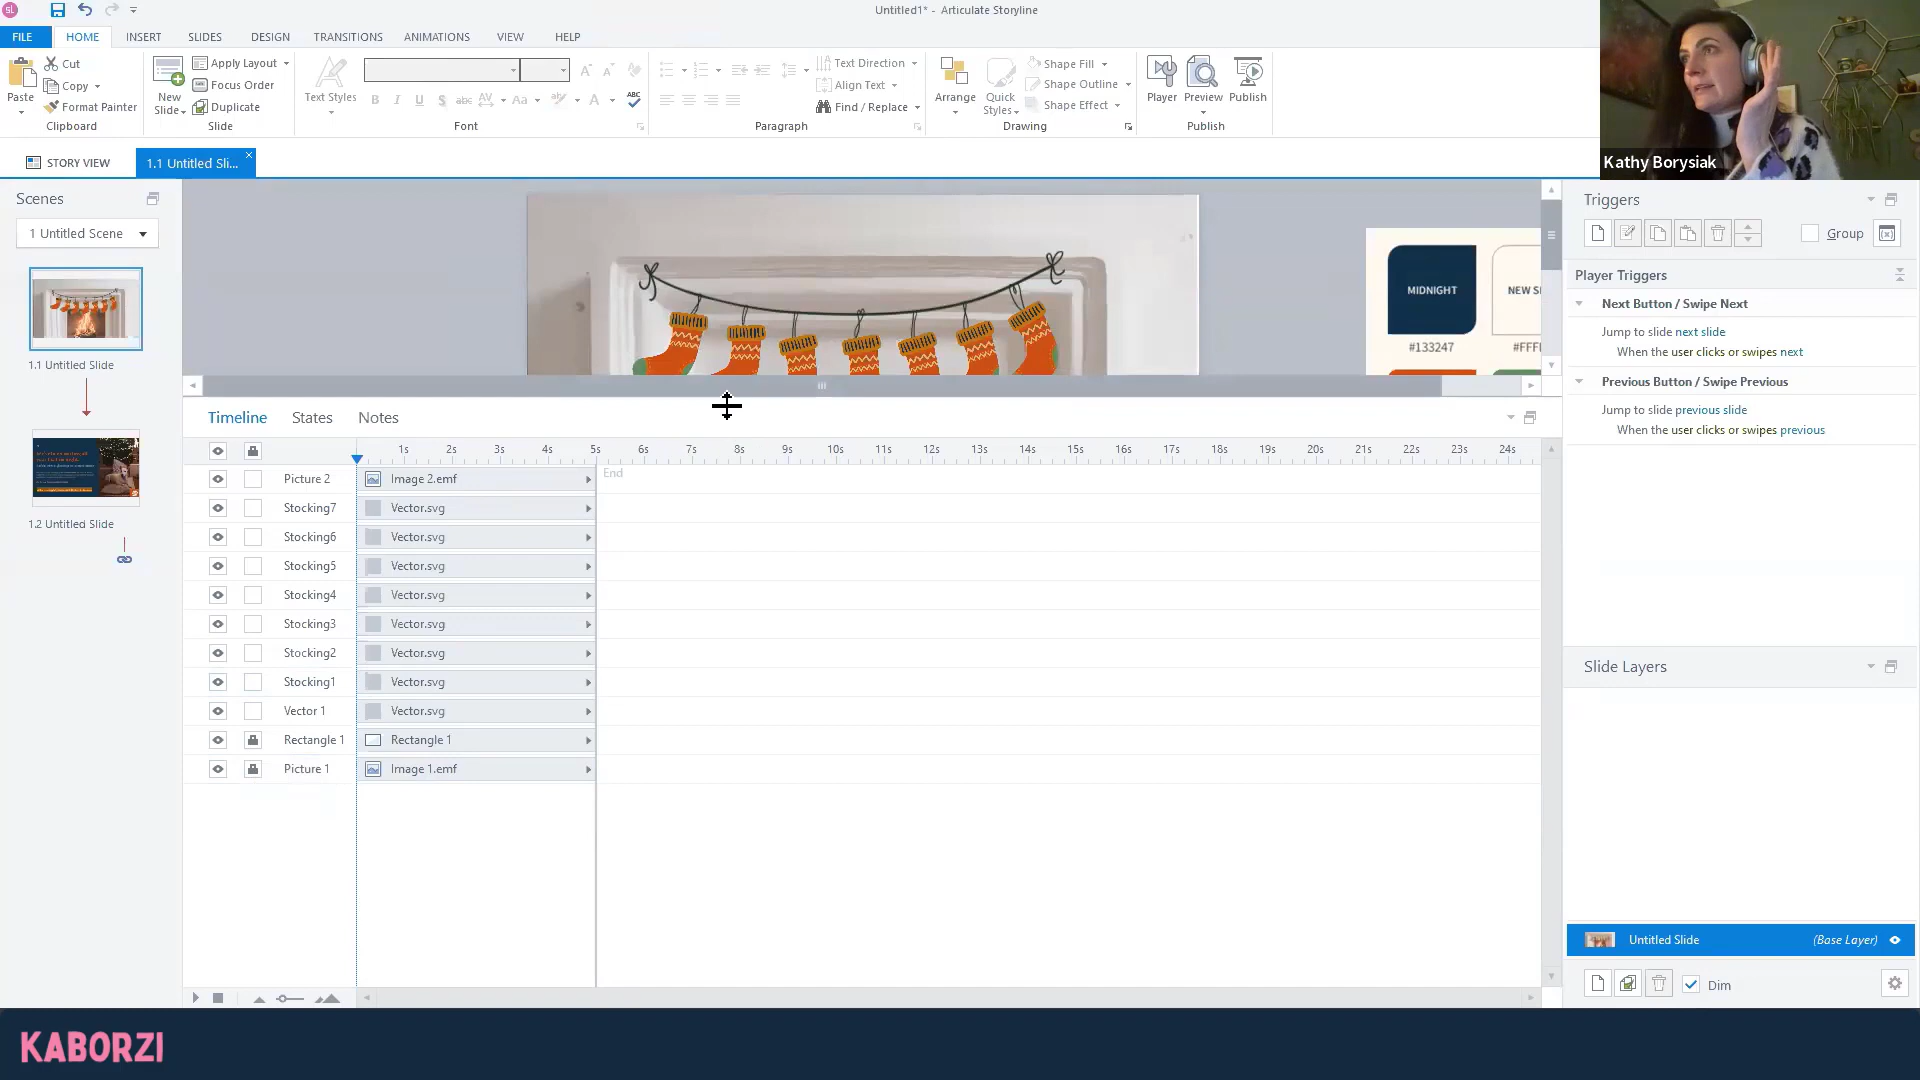 Untitled1* - Articulate Storyline
FILE HOME INSERT SLIDES DESIGN TRANSITIONS ANIMATIONS VIEW HELP
Paste
Cut
Copy
Format Painter
Clipboard
New Slide
Apply Layout
Focus Order
Duplicate
Slide
Text Styles
B I U S abc AV Aa A ABC
Font
Text Direction
Align Text
Find / Replace
Paragraph
Arrange
Quick Styles
Shape Fill
Shape Outline
Shape Effect
Drawing
Player
Preview
Publish
Publish
Kathy Borysiak
STORY VIEW
1.1 Untitled Sli...
Scenes
1 Untitled Scene
1.1 Untitled Slide
1.2 Untitled Slide
MIDNIGHT
#133247
Triggers
Group
Player Triggers
Next Button / Swipe Next
Jump to slide next slide
When the user clicks or swipes next
Previous Button / Swipe Previous
Jump to slide previous slide
When the user clicks or swipes previous
Timeline States Notes
1s 2s 3s 4s 5s 6s 7s 8s 9s 10s 11s 12s 13s 14s 15s 16s 17s 18s 19s 20s 21s 22s 23s 24s
End
Picture 2 Image 2.emf
Stocking7 Vector.svg
Stocking6 Vector.svg
Stocking5 Vector.svg
Stocking4 Vector.svg
Stocking3 Vector.svg
Stocking2 Vector.svg
Stocking1 Vector.svg
Vector 1 Vector.svg
Rectangle 1 Rectangle 1
Picture 1 Image 1.emf
Slide Layers
Untitled Slide (Base Layer)
Dim
KABORZI